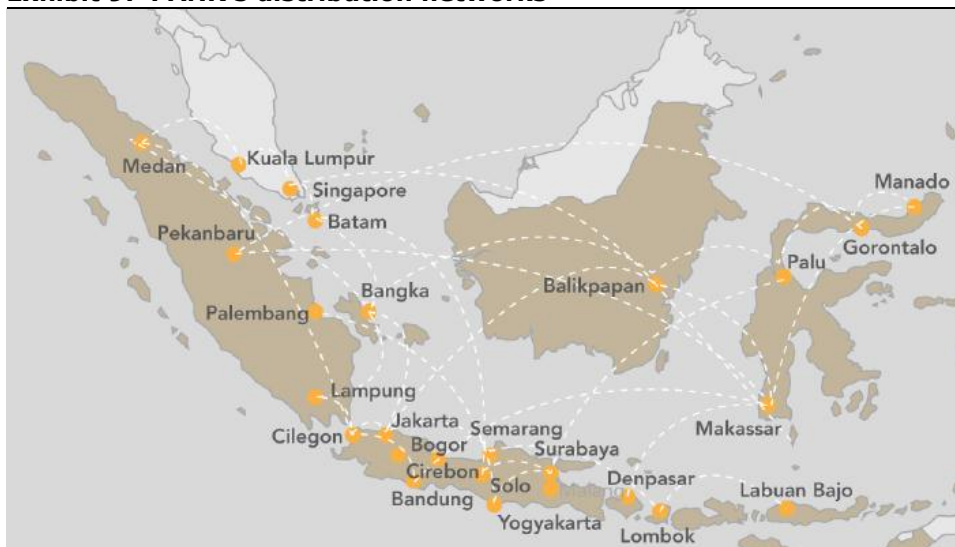 Medan
Kuala Lumpur
Singapore
Batam
Pekanbaru
Manado
Gorontalo
Palu
Balikpapan
Bangka
Palembang
Lampung
Makassar
Cilegon
Jakarta
Semarang
Bogor
Surabaya
Cirebon
Solo
Denpasar
Labuan Bajo
Bandung
Malang
Yogyakarta
Lombok